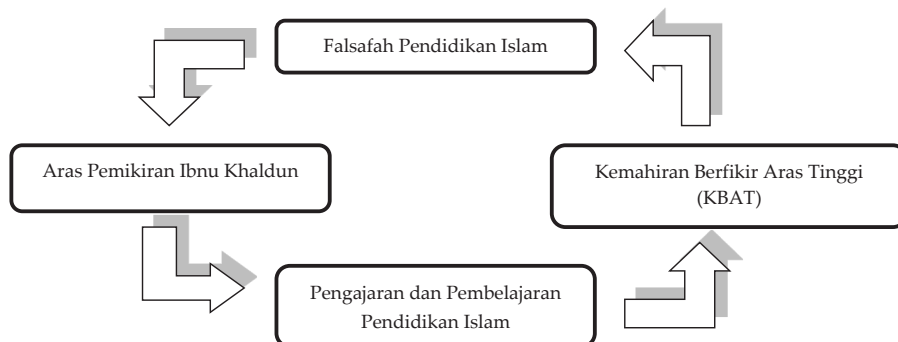 Falsafah Pendidikan Islam
Aras Pemikiran Ibnu Khaldun
Kemahiran Berfikir Aras Tinggi
(KBAT)
Pengajaran dan Pembelajaran
Pendidikan Islam